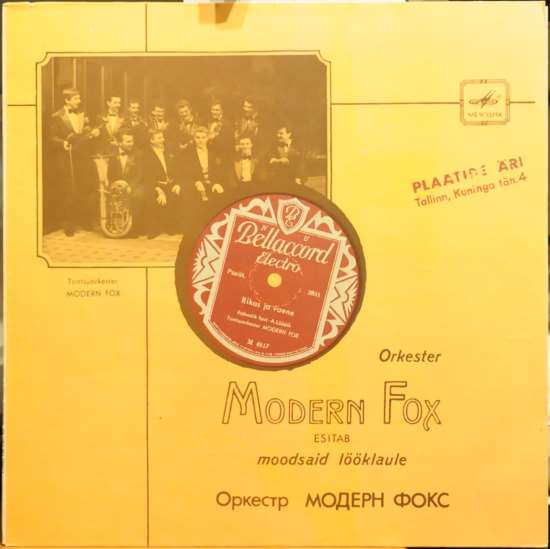 МЕЛОДИЯ
PLAATIDE ÄRI
Tallinn, Kuninga tän.4
Tantsuorkester
MODERN FOX
B
Bellaccord
Electro
Rikas ja vaene
Tantsuorkester MODERN FOX
M 4517
Orkester
MODERN FOX
ESITAB
moodsaid lööklaule
Оркестр МОДЕРН ФОКС